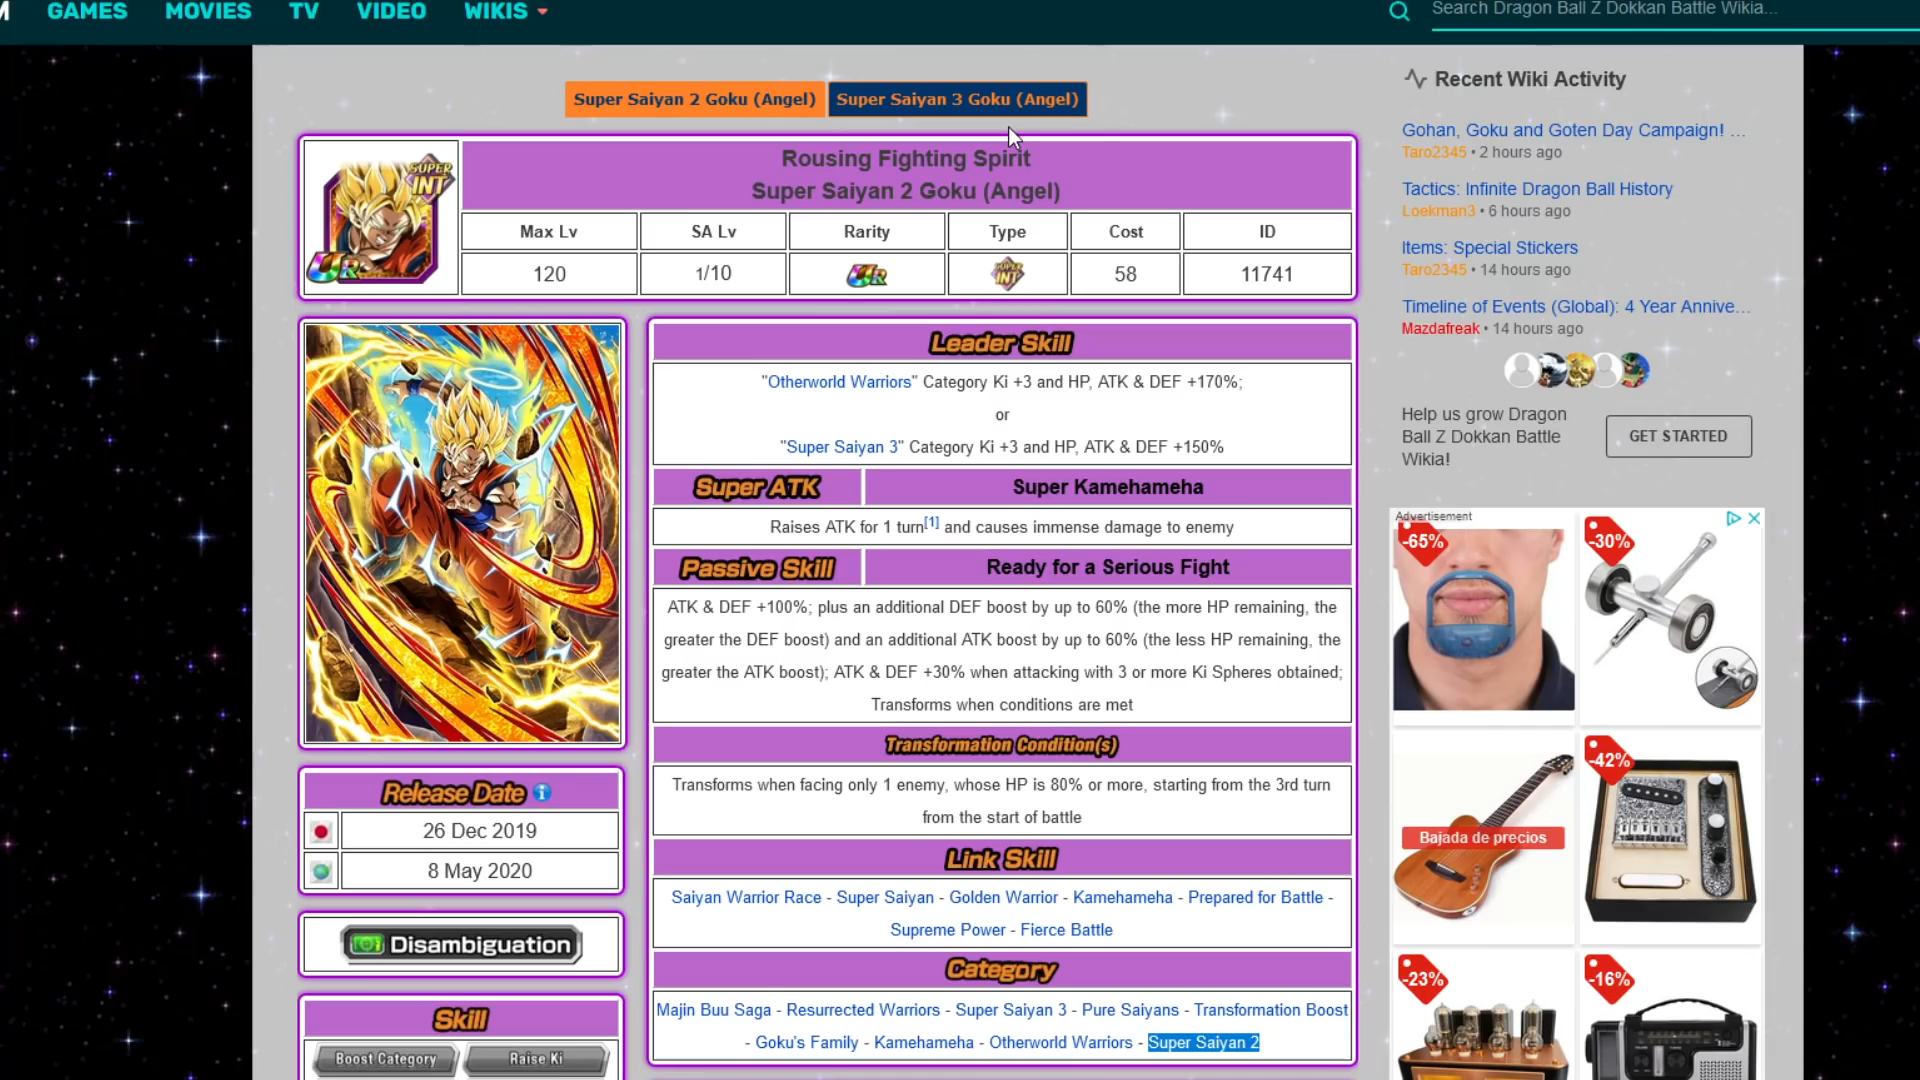 M GAMES MOVIES TV VIDEO WIKIS
Search Dragon Ball Z Dokkan Battle Wikia...
Super Saiyan 2 Goku (Angel) Super Saiyan 3 Goku (Angel)
SUPER INT
UR
Rousing Fighting Spirit
Super Saiyan 2 Goku (Angel)
Max Lv SA Lv Rarity Type Cost ID
120 1/10 UR SUPER INT 58 11741
Leader Skill
"Otherworld Warriors" Category Ki +3 and HP, ATK & DEF +170%;
or
"Super Saiyan 3" Category Ki +3 and HP, ATK & DEF +150%
Super ATK Super Kamehameha
Raises ATK for 1 turn[1] and causes immense damage to enemy
Passive Skill Ready for a Serious Fight
ATK & DEF +100%; plus an additional DEF boost by up to 60% (the more HP remaining, the
greater the DEF boost) and an additional ATK boost by up to 60% (the less HP remaining, the
greater the ATK boost); ATK & DEF +30% when attacking with 3 or more Ki Spheres obtained;
Transforms when conditions are met
Transformation Condition(s)
Transforms when facing only 1 enemy, whose HP is 80% or more, starting from the 3rd turn
from the start of battle
Link Skill
Saiyan Warrior Race - Super Saiyan - Golden Warrior - Kamehameha - Prepared for Battle -
Supreme Power - Fierce Battle
Category
Majin Buu Saga - Resurrected Warriors - Super Saiyan 3 - Pure Saiyans - Transformation Boost
- Goku's Family - Kamehameha - Otherworld Warriors - Super Saiyan 2
Release Date
26 Dec 2019
8 May 2020
Disambiguation
Skill
Boost Category Raise Ki
Recent Wiki Activity
Gohan, Goku and Goten Day Campaign! ...
Taro2345 • 2 hours ago
Tactics: Infinite Dragon Ball History
Loekman3 • 6 hours ago
Items: Special Stickers
Taro2345 • 14 hours ago
Timeline of Events (Global): 4 Year Annive...
Mazdafreak • 14 hours ago
Help us grow Dragon
Ball Z Dokkan Battle
Wikia!
GET STARTED
Advertisement
-65% -30%
-42%
Bajada de precios
-23% -16%